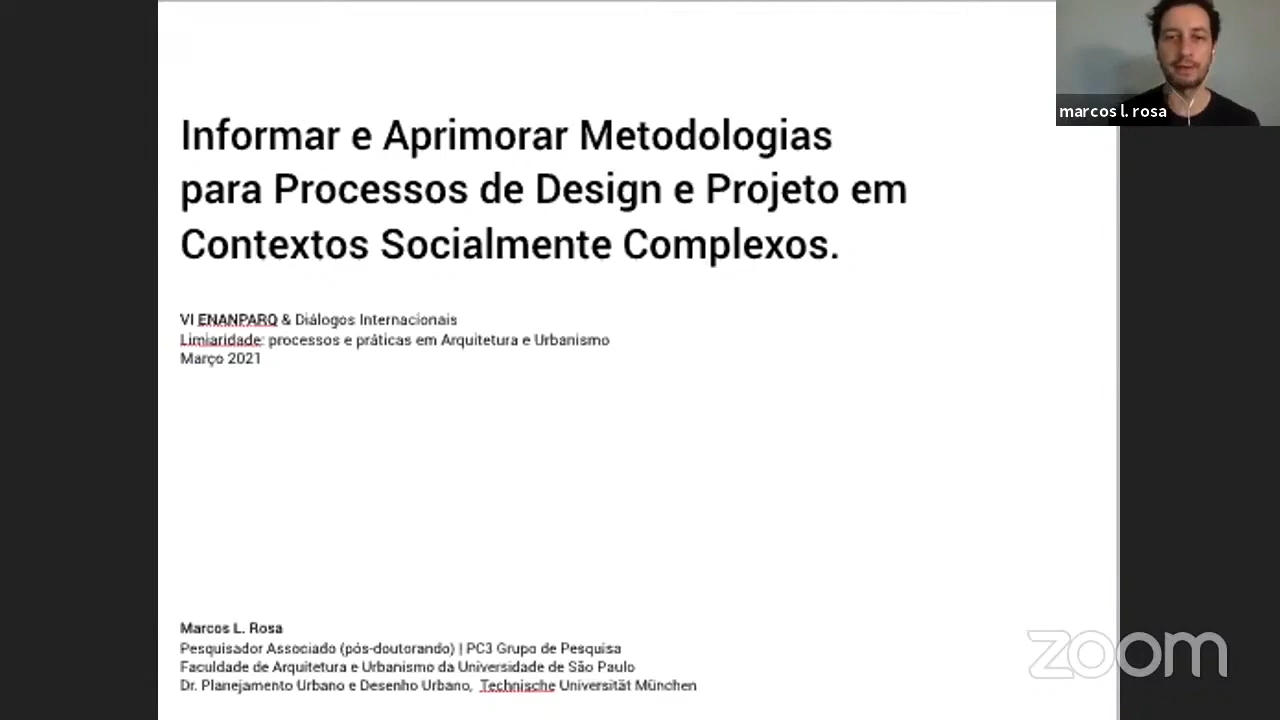 Informar e Aprimorar Metodologias
para Processos de Design e Projeto em
Contextos Socialmente Complexos.
VI ENANPARQ & Diálogos Internacionais
Limiaridade: processos e práticas em Arquitetura e Urbanismo
Março 2021
Marcos L. Rosa
Pesquisador Associado (pós-doutorando) | PC3 Grupo de Pesquisa
Faculdade de Arquitetura e Urbanismo da Universidade de São Paulo
Dr. Planejamento Urbano e Desenho Urbano, Technische Universität München
marcos l. rosa
zoom